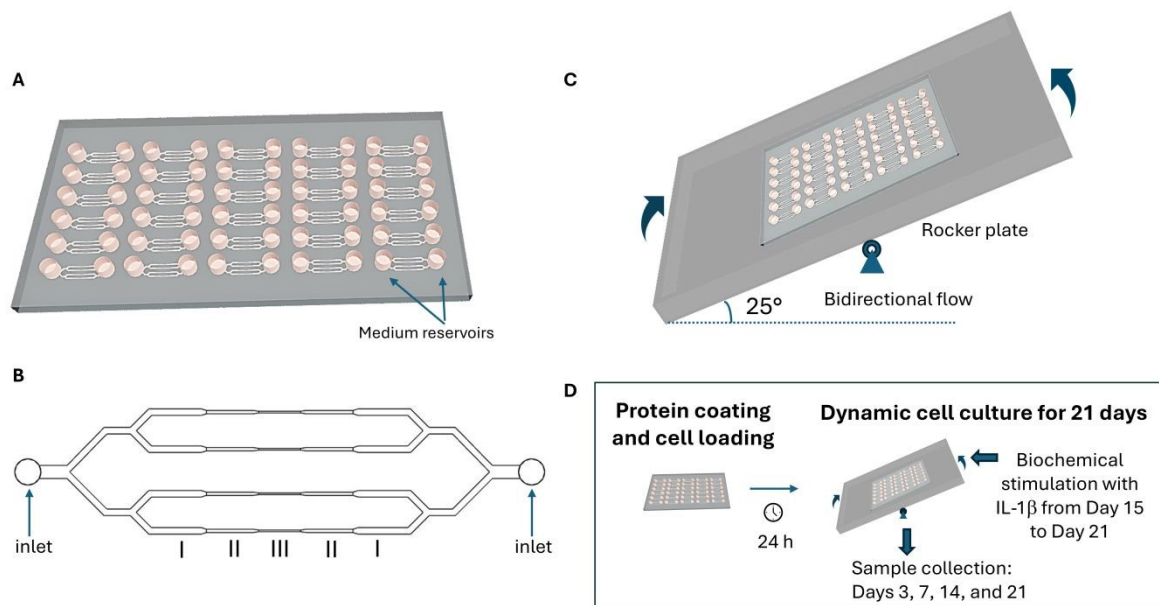 A
Medium reservoirs
B
inlet
I
II
III
II
I
inlet
C
Rocker plate
Bidirectional flow
25°
D
Protein coating
and cell loading
24 h
Dynamic cell culture for 21 days
Biochemical
stimulation with
IL-1β from Day 15
to Day 21
Sample collection:
Days 3, 7, 14, and 21